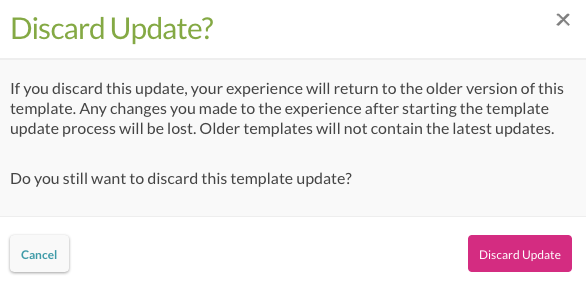 Discard Update?
If you discard this update, your experience will return to the older version of this
template. Any changes you made to the experience after starting the template
update process will be lost. Older templates will not contain the latest updates.
Do you still want to discard this template update?
Cancel
Discard Update